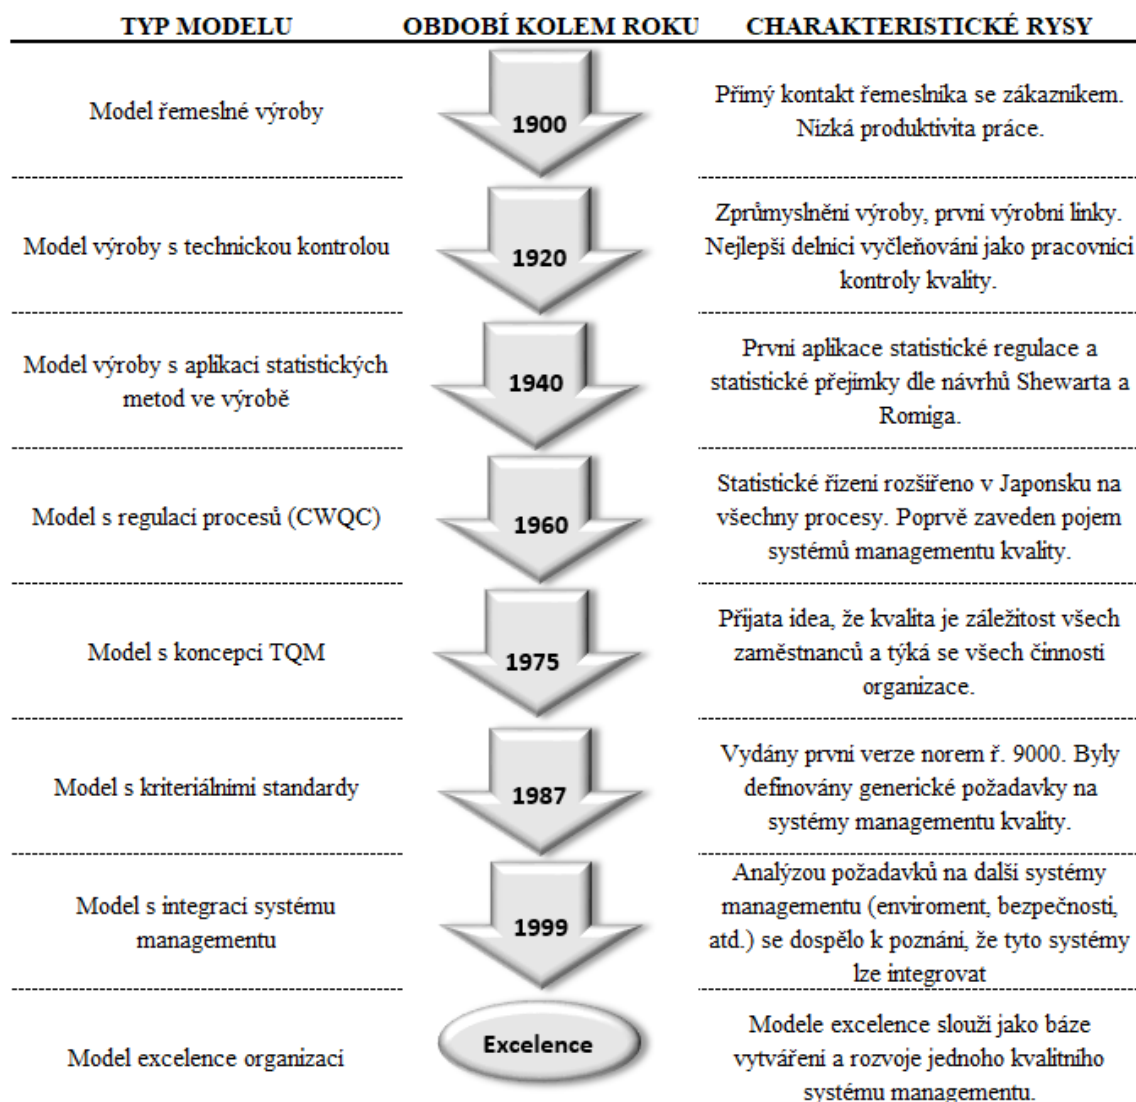 TYP MODELU OBDOBÍ KOLEM ROKU CHARAKTERISTICKÉ RYSY
Model řemeslné výroby
1900
Přímý kontakt řemeslníka se zákazníkem.
Nízká produktivita práce.
Model výroby s technickou kontrolou
1920
Zprůmyslnění výroby, první výrobní linky.
Nejlepší delníci vyčleňováni jako pracovníci
kontroly kvality.
Model výroby s aplikací statistických
metod ve výrobě
1940
První aplikace statistické regulace a
statistické přejímky dle návrhů Shewarta a
Romiga.
Model s regulací procesů (CWQC)
1960
Statistické řízení rozšířeno v Japonsku na
všechny procesy. Poprvě zaveden pojem
systémů managementu kvality.
Model s koncepcí TQM
1975
Přijata idea, že kvalita je záležitost všech
zaměstnanců a týká se všech činností
organizace.
Model s kriteriálními standardy
1987
Vydány první verze norem ř. 9000. Byly
definovány generické požadavky na
systémy managementu kvality.
Model s integrací systému
managementu
1999
Analýzou požadavků na další systémy
managementu (enviroment, bezpečnosti,
atd.) se dospělo k poznání, že tyto systémy
lze integrovat
Model excelence organizací
Excelence
Modele excelence slouží jako báze
vytváření a rozvoje jednoho kvalitního
systému managementu.